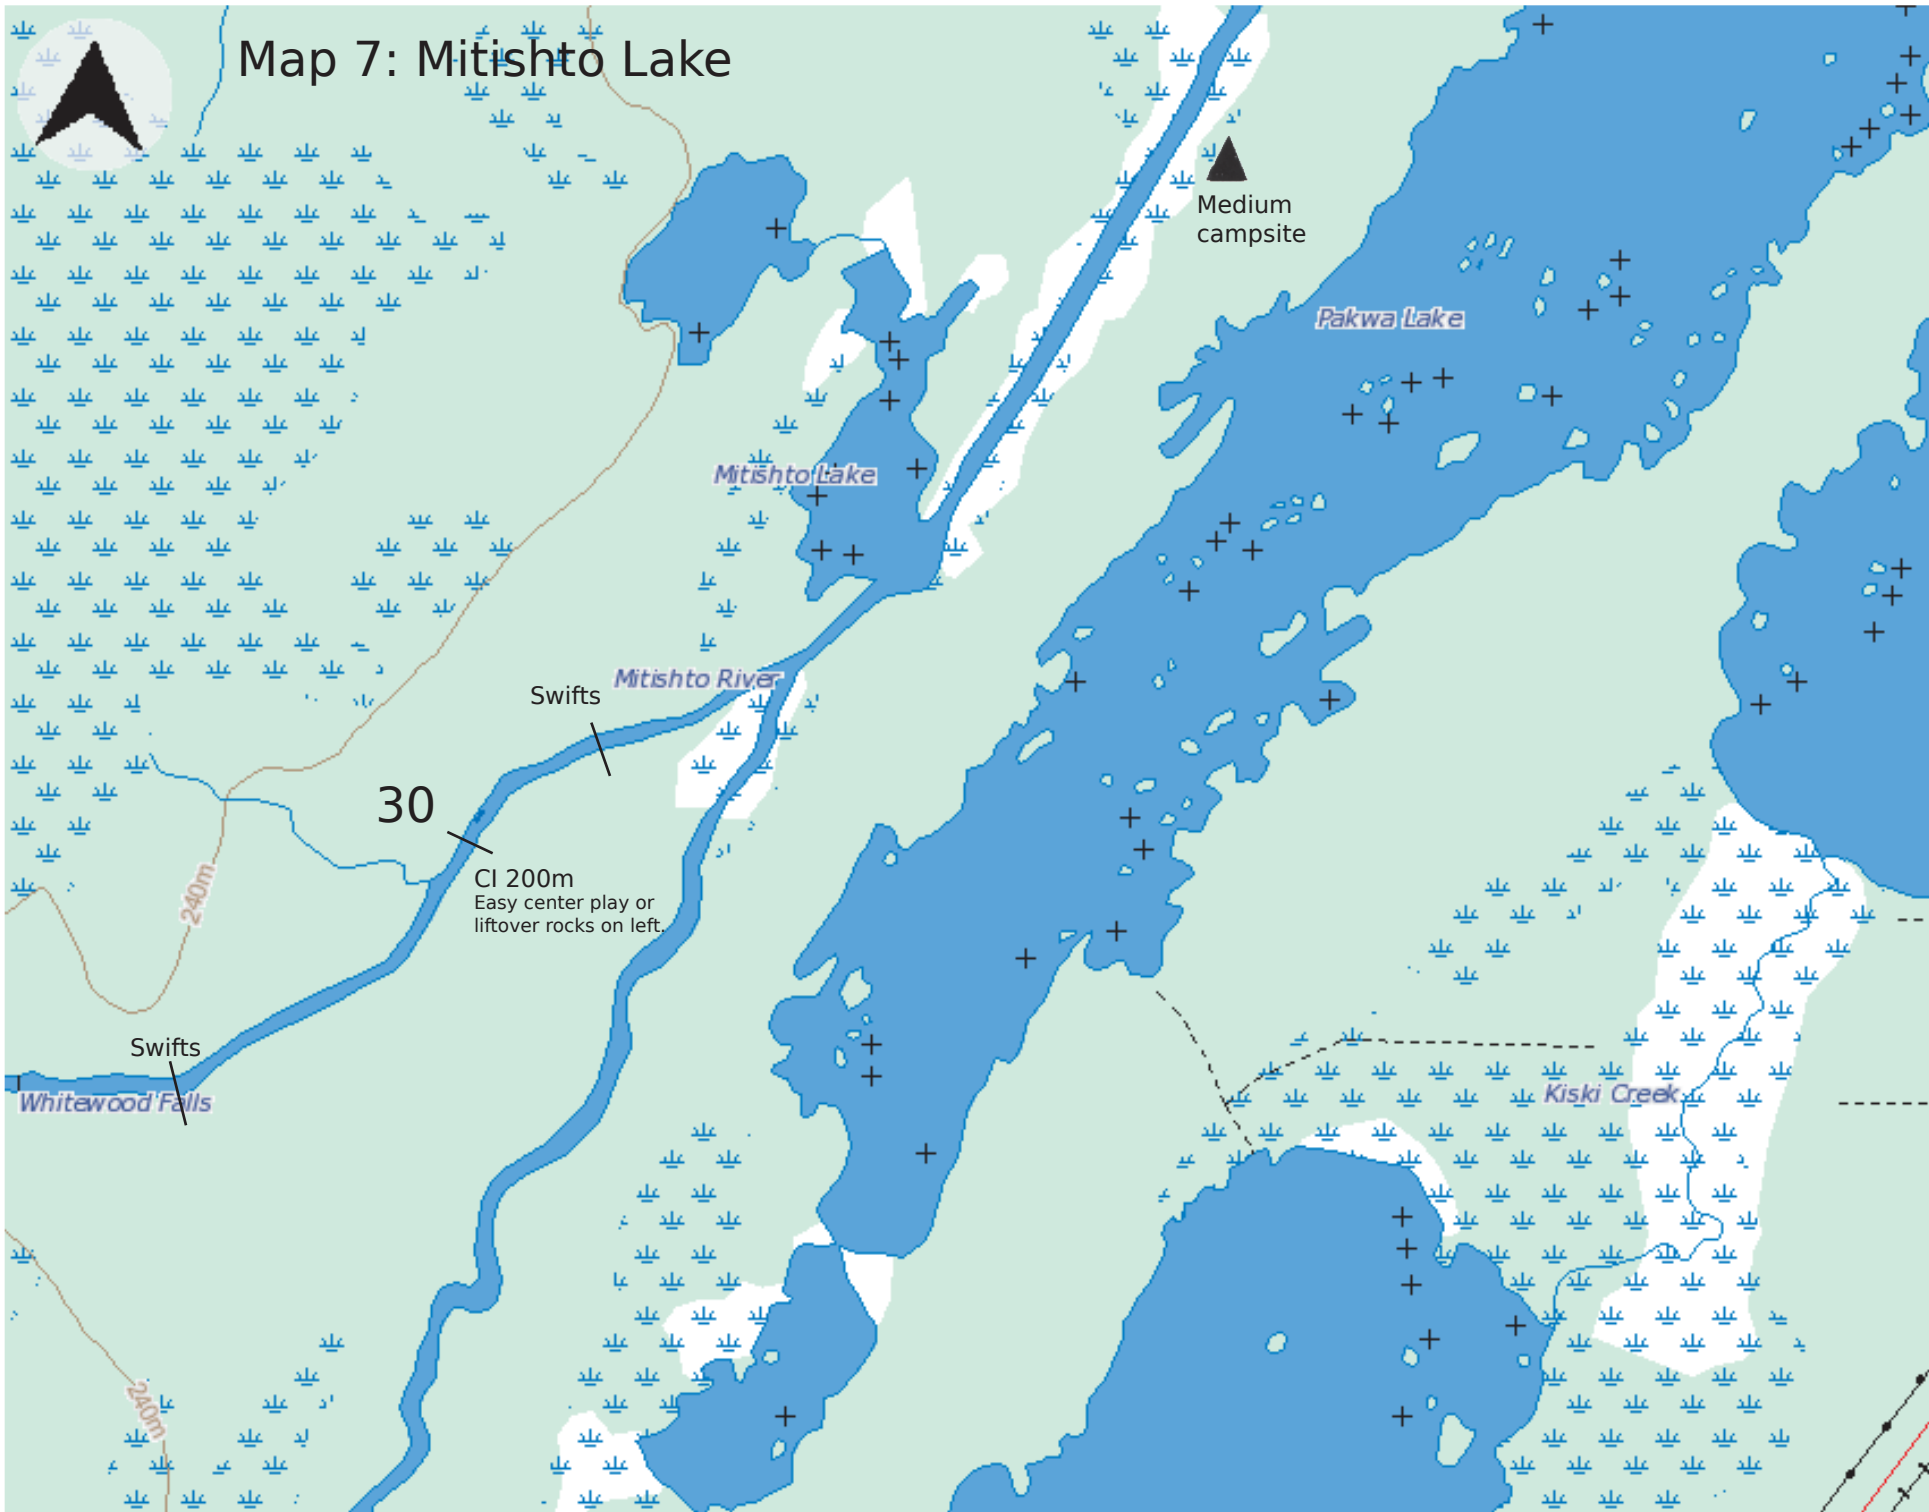 Map 7: Mitishto Lake
Medium
campsite
Pakwa Lake
Mitishto Lake
Mitishto River
Swifts
30
CI 200m
Easy center play or
liftover rocks on left.
240m
Swifts
Whitewood Falls
Kiski Creek
240m